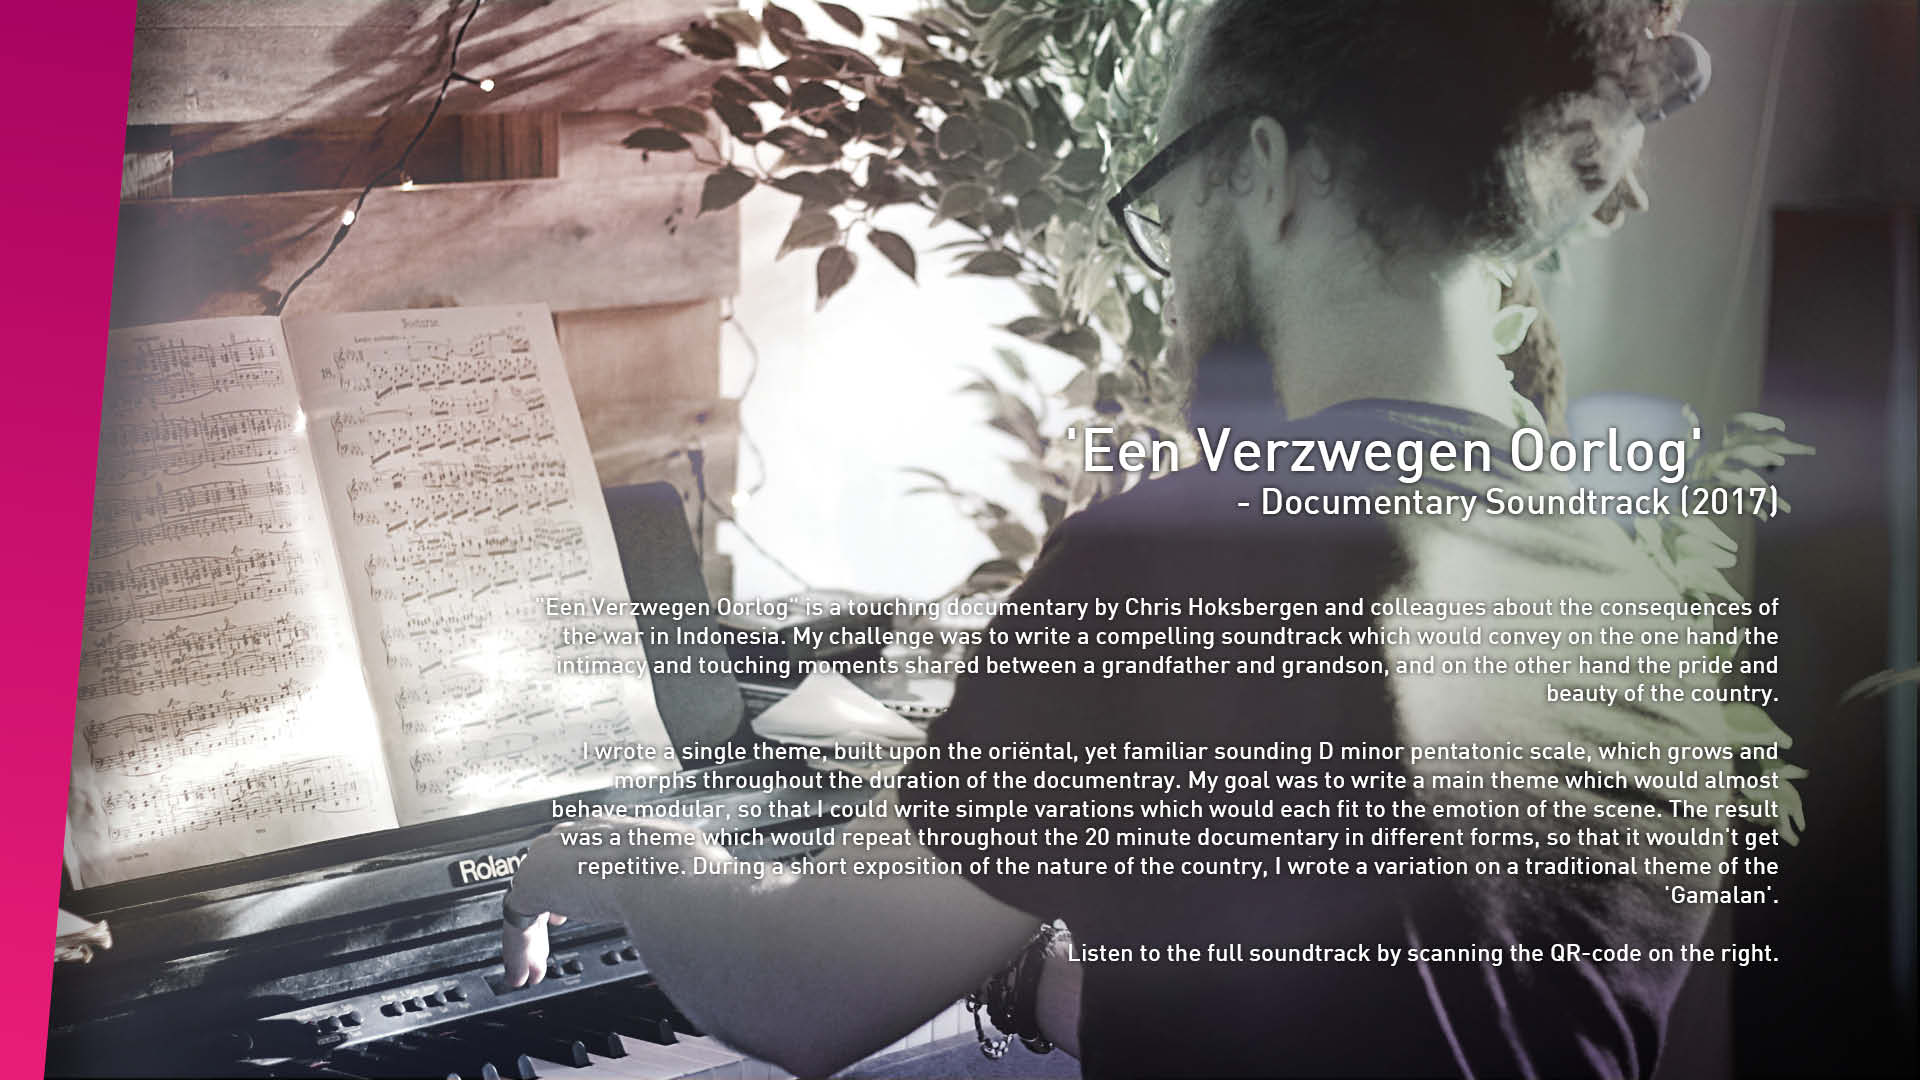 'Een Verzwegen Oorlog'
- Documentary Soundtrack (2017)
"Een Verzwegen Oorlog" is a touching documentary by Chris Hoksbergen and colleagues about the consequences of
the war in Indonesia. My challenge was to write a compelling soundtrack which would convey on the one hand the
intimacy and touching moments shared between a grandfather and grandson, and on the other hand the pride and
beauty of the country.
I wrote a single theme, built upon the oriëntal, yet familiar sounding D minor pentatonic scale, which grows and
morphs throughout the duration of the documentray. My goal was to write a main theme which would almost
behave modular, so that I could write simple varations which would each fit to the emotion of the scene. The result
was a theme which would repeat throughout the 20 minute documentary in different forms, so that it wouldn't get
repetitive. During a short exposition of the nature of the country, I wrote a variation on a traditional theme of the
'Gamalan'.
Listen to the full soundtrack by scanning the QR-code on the right.
Rolan